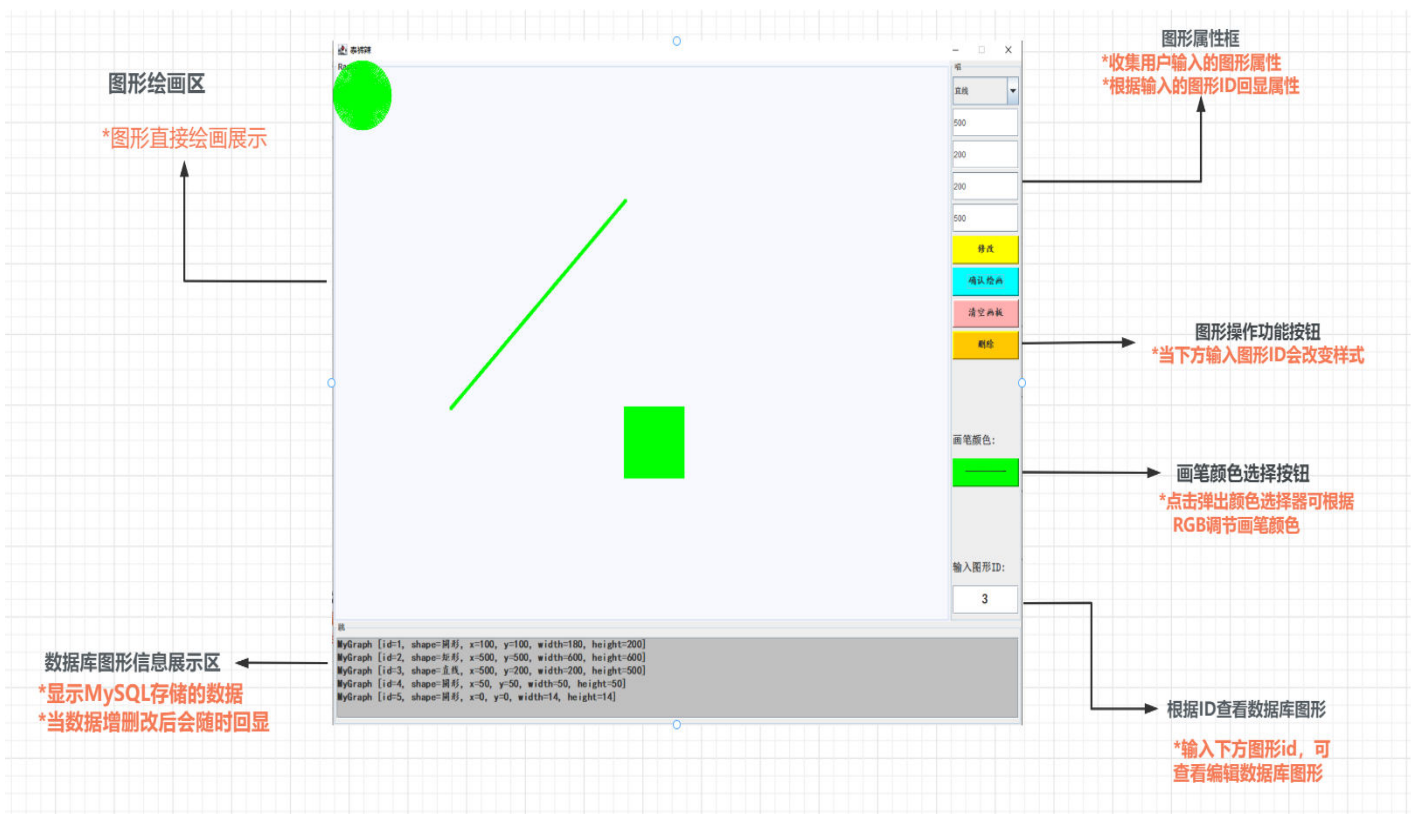 图形绘画区
*图形直接绘画展示
数据库图形信息展示区
*显示MySQL存储的数据
*当数据增删改后会随时回显
直线
500
200
200
500
修改
确认绘画
清空画板
删除
画笔颜色:
输入图形ID:
3
MyGraph [id=1, shape=圆形, x=100, y=100, width=180, height=200]
MyGraph [id=2, shape=矩形, x=500, y=500, width=600, height=600]
MyGraph [id=3, shape=直线, x=500, y=200, width=200, height=500]
MyGraph [id=4, shape=圆形, x=50, y=50, width=50, height=50]
MyGraph [id=5, shape=圆形, x=0, y=0, width=14, height=14]
图形属性框
*收集用户输入的图形属性
*根据输入的图形ID回显属性
图形操作功能按钮
*当下方输入图形ID会改变样式
画笔颜色选择按钮
*点击弹出颜色选择器可根据
RGB调节画笔颜色
根据ID查看数据库图形
*输入下方图形id，可
查看编辑数据库图形